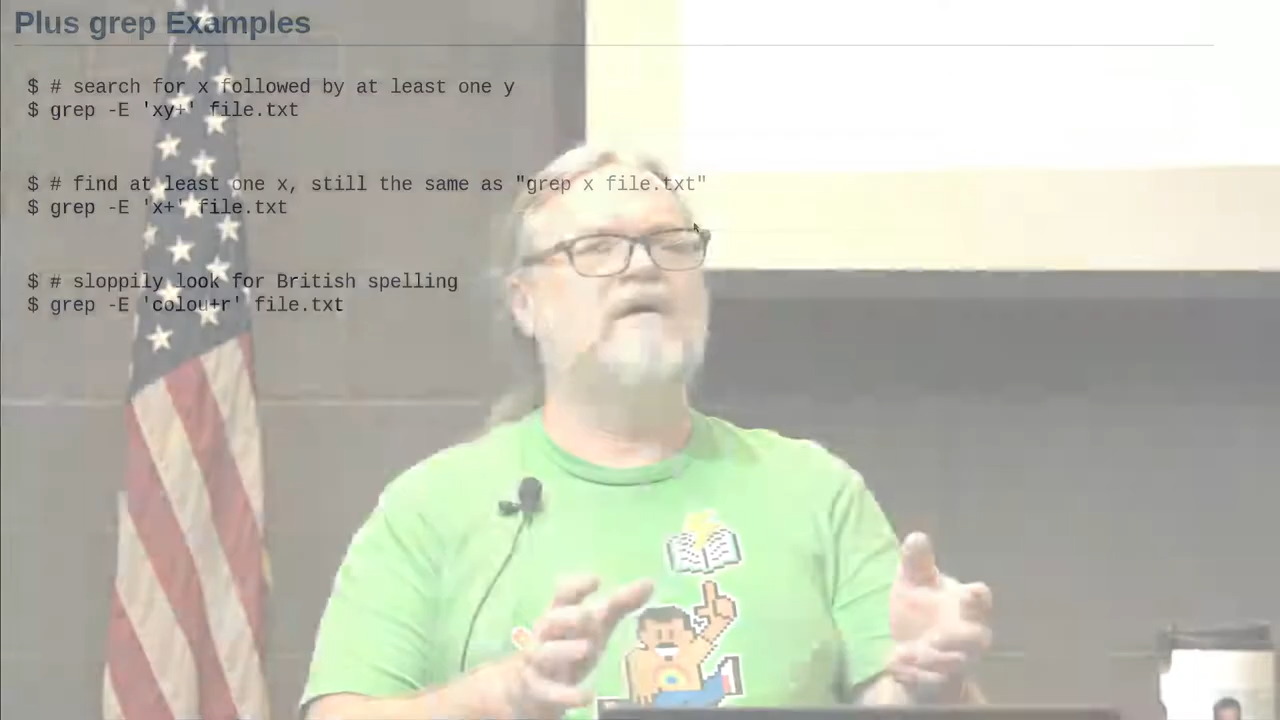 Plus grep Examples
$ # search for x followed by at least one y
$ grep -E 'xy+' file.txt
$ # find at least one x, still the same as "grep x file.txt"
$ grep -E 'x+' file.txt
$ # sloppily look for British spelling
$ grep -E 'colou+r' file.txt